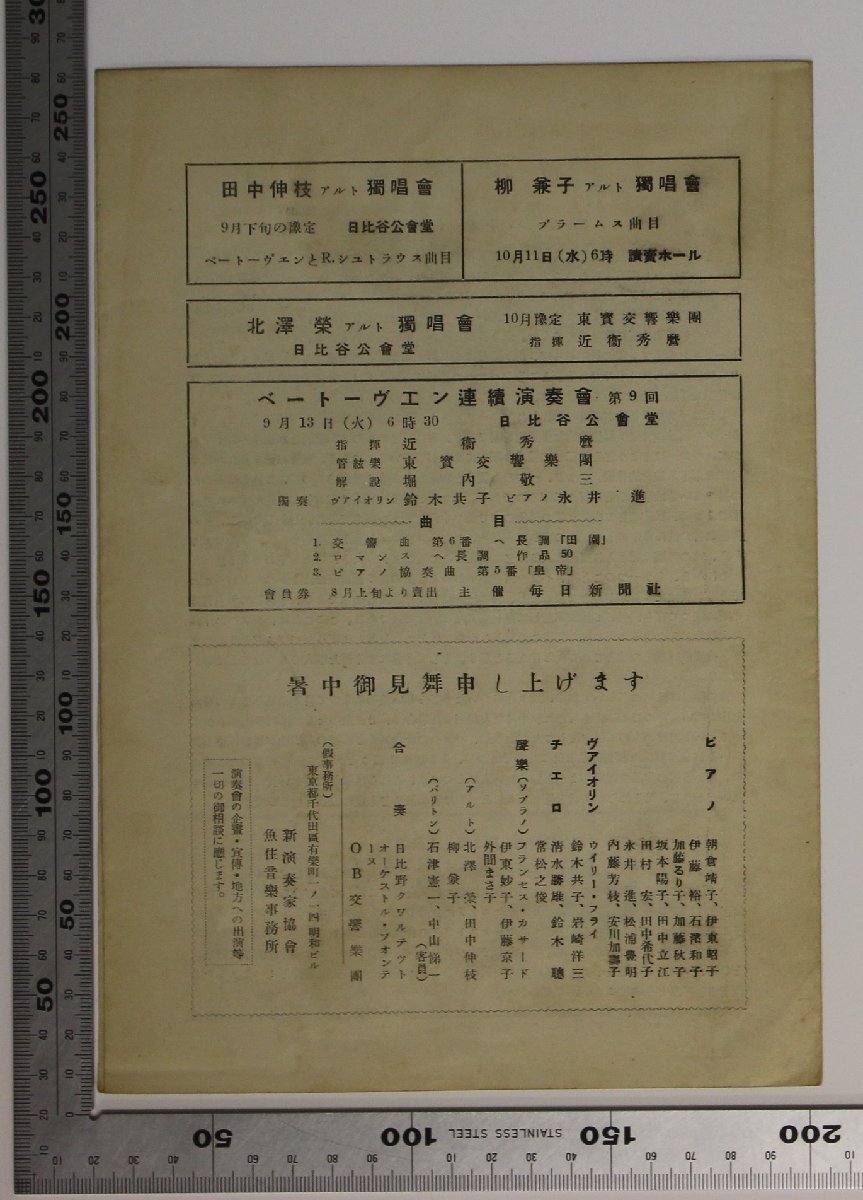 田中伸枝 アルト 獨唱會
9月下旬の豫定 日比谷公會堂
ベートーヴエンとR.シユトラウス曲目
柳 兼子 アルト 獨唱會
ブラームス曲目
10月11日(水)6時 讀賣ホール
北澤 榮 アルト 獨唱會
日比谷公會堂
10月豫定 東寳交響樂團
指揮 近衞秀麿
ベートーヴエン連續演奏會 第9回
9月13日(火) 6時30 日比谷公會堂
指揮 近衞秀麿
管絃樂 東寳交響樂團
解説 堀内敬三
獨奏 ヴアイオリン 鈴木共子 ピアノ 永井 進
曲目
1. 交響曲 第6番 ヘ長調「田園」
2. ロマンス ヘ長調 作品50
3. ピアノ協奏曲 第5番「皇帝」
會員券 8月上旬より賣出 主催 每日新聞社
暑中御見舞申し上げます
ピアノ
朝倉靖子、伊東昭子
伊藤 裕、石濱和子
加藤るり子、加藤秋子
坂本陽子、田中立江
田村 宏、田中希代子
永井 進、松浦豊明
内藤芳枝、安川加壽子
ヴアイオリン
ウイリー・フライ
鈴木共子、岩崎洋三
チエロ
清水勝雄、鈴木 聰
常松之俊
聲樂(ソプラノ) フランセス・カサード
伊東妙子、伊藤京子
外間まさ子
(アルト) 北澤 榮、田中伸枝
柳 兼子
(バリトン) 石津憲一、中山悌一
(客員)
合奏
日比野クワルテツト
オーケストル・プオンテ
ーヌ
OB交響樂團
(假事務所)
東京都千代田區有樂町一ノ一四 明和ビル
新演奏家協會
魚住音樂事務所
演奏會の企畫・宣傳・地方への出演等
一切の御相談に應じます。
250
200
150
100
50
50
100
150
200
STAINLESS STEEL